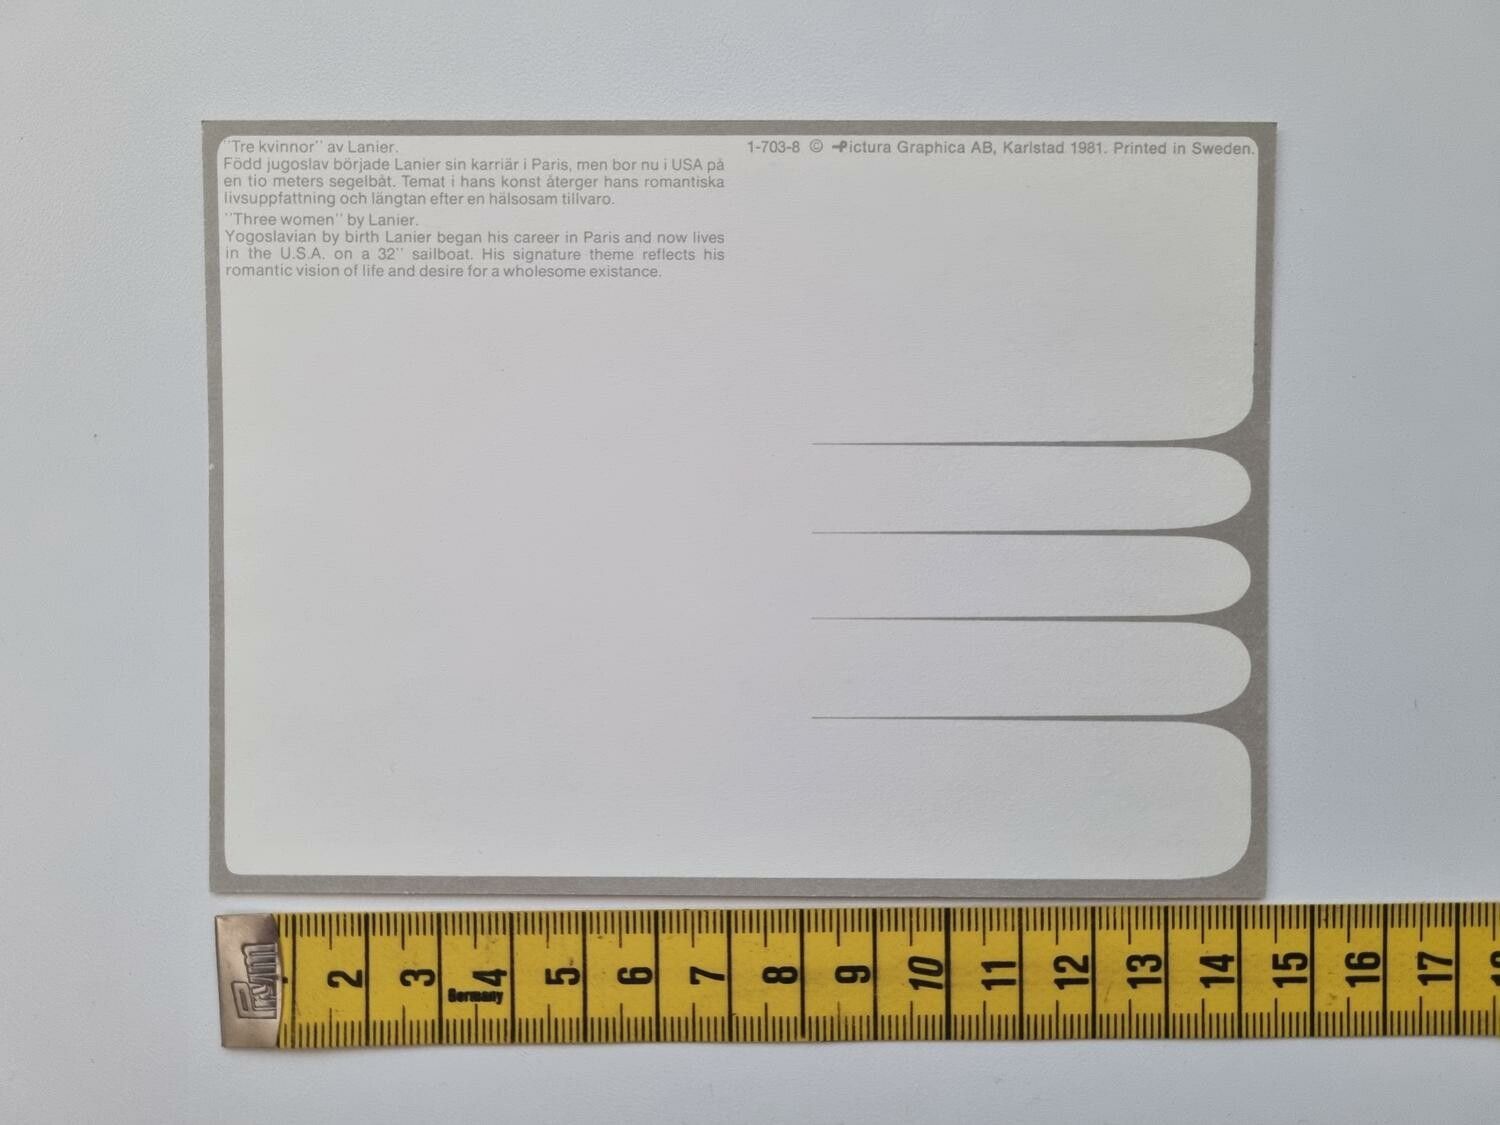 "Tre kvinnor" av Lanier.
Född jugoslav började Lanier sin karriär i Paris, men bor nu i USA på
en tio meters segelbåt. Temat i hans konst återger hans romantiska
livsuppfattning och längtan efter en hälsosam tillvaro.
"Three women" by Lanier.
Yogoslavian by birth Lanier began his career in Paris and now lives
in the U.S.A. on a 32" sailboat. His signature theme reflects his
romantic vision of life and desire for a wholesome existance.
1-703-8 © Pictura Graphica AB, Karlstad 1981. Printed in Sweden.
Prym 2 3 4 5 6 7 8 9 10 11 12 13 14 15 16 17 18
Germany